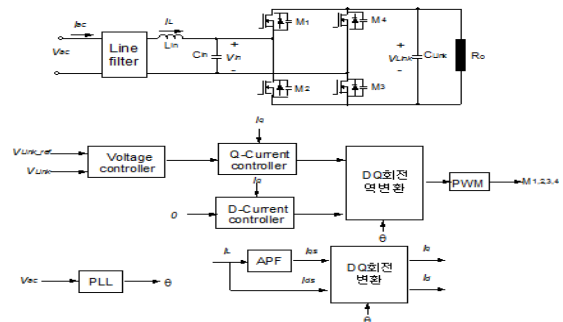 Iac
IL
M1
M4
Vac
Line
filter
Lin
Cin
+
Vin
-
+
VLink
-
CLink
Ro
M2
M3
Iq
VLink_ref
VLink
Voltage
controller
Q-Current
controller
DQ회전
역변환
PWM
M1,2,3,4
0
D-Current
controller
θ
IL
APF
Iqs
Ids
DQ회전
변환
Iq
Id
Vac
PLL
θ
θ